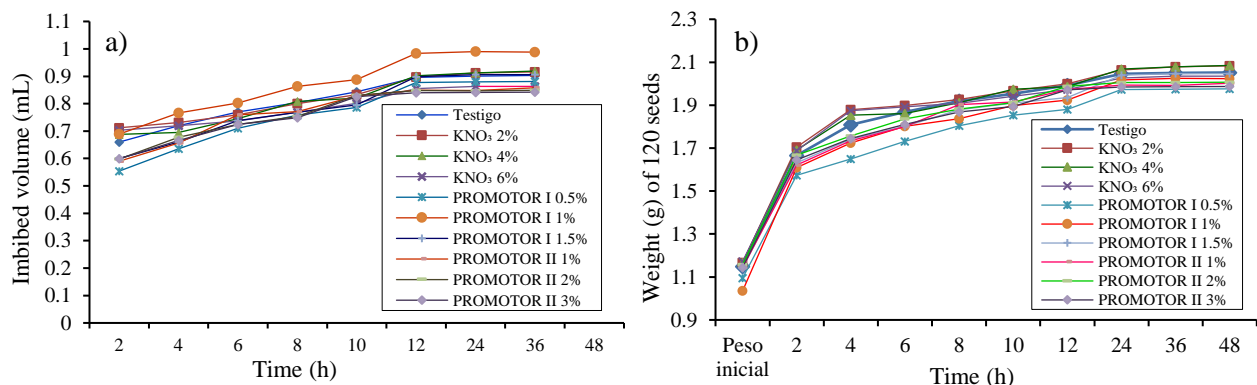 a)
Imbibed volume (mL)
1.1
1
0.9
0.8
0.7
0.6
0.5
0.4
0.3
0.2
0.1
0
2 4 6 8 10 12 24 36 48
Time (h)
Testigo
KNO₃ 2%
KNO₃ 4%
KNO₃ 6%
PROMOTOR I 0.5%
PROMOTOR I 1%
PROMOTOR I 1.5%
PROMOTOR II 1%
PROMOTOR II 2%
PROMOTOR II 3%
b)
Weight (g) of 120 seeds
2.3
2.1
1.9
1.7
1.5
1.3
1.1
0.9
Peso
inicial
2 4 6 8 10 12 24 36 48
Time (h)
Testigo
KNO₃ 2%
KNO₃ 4%
KNO₃ 6%
PROMOTOR I 0.5%
PROMOTOR I 1%
PROMOTOR I 1.5%
PROMOTOR II 1%
PROMOTOR II 2%
PROMOTOR II 3%